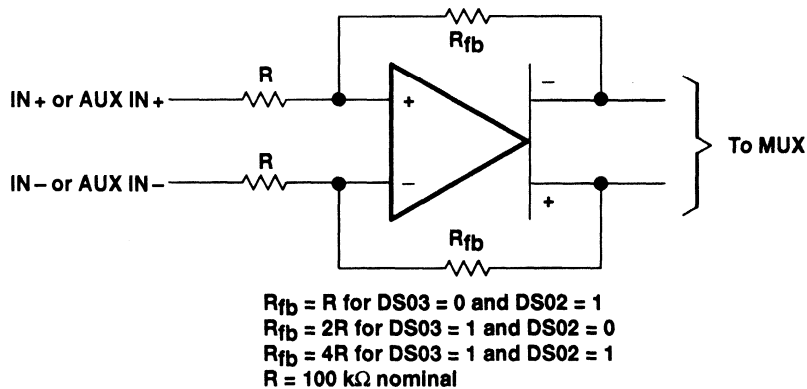 Rfb
R
IN+ or AUX IN+
+
−
To MUX
R
IN− or AUX IN−
−
+
Rfb
Rfb = R for DS03 = 0 and DS02 = 1
Rfb = 2R for DS03 = 1 and DS02 = 0
Rfb = 4R for DS03 = 1 and DS02 = 1
R = 100 kΩ nominal